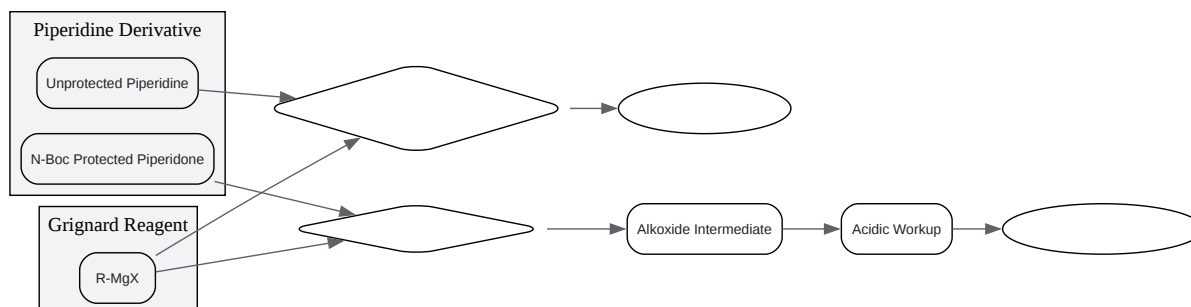 Piperidine Derivative
Unprotected Piperidine
N-Boc Protected Piperidone
Grignard Reagent
R-MgX
Alkoxide Intermediate
Acidic Workup